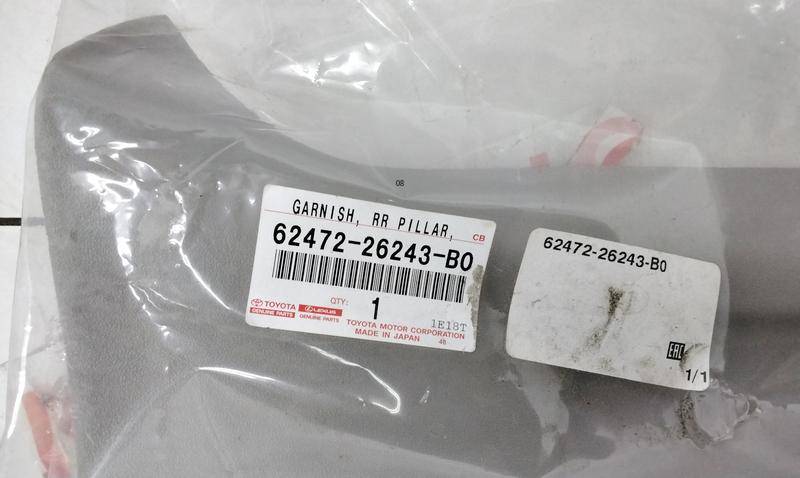 08
GARNISH, RR PILLAR,
CB
62472-26243-B0
QTY:
1
TOYOTA
GENUINE PARTS
LEXUS
GENUINE PARTS
1E18T
TOYOTA MOTOR CORPORATION
MADE IN JAPAN
48
62472-26243-B0
EAC
1/1